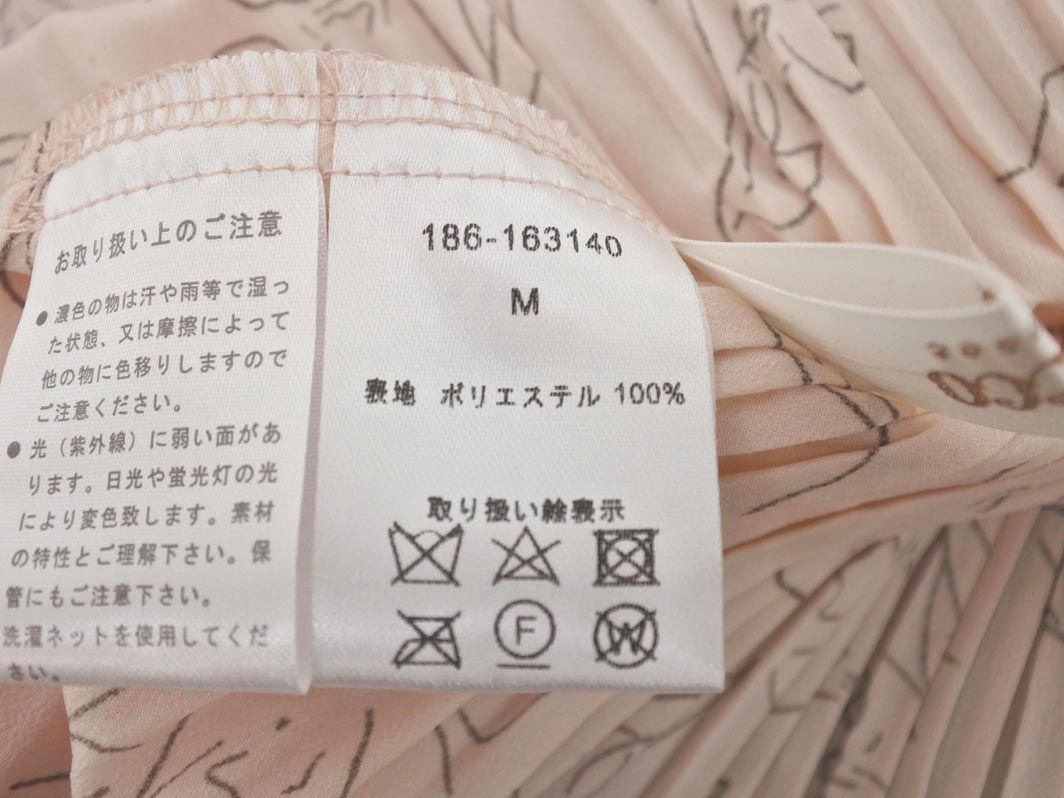 お取り扱い上のご注意
● 濃色の物は汗や雨等で湿っ
た状態、又は摩擦によって
他の物に色移りしますので
ご注意ください。
● 光（紫外線）に弱い面があ
ります。日光や蛍光灯の光
により変色致します。素材
の特性とご理解下さい。保
管にもご注意下さい。
洗濯ネットを使用してくだ
さい。
186-163140
M
表地 ポリエステル 100%
取り扱い絵表示
F
W